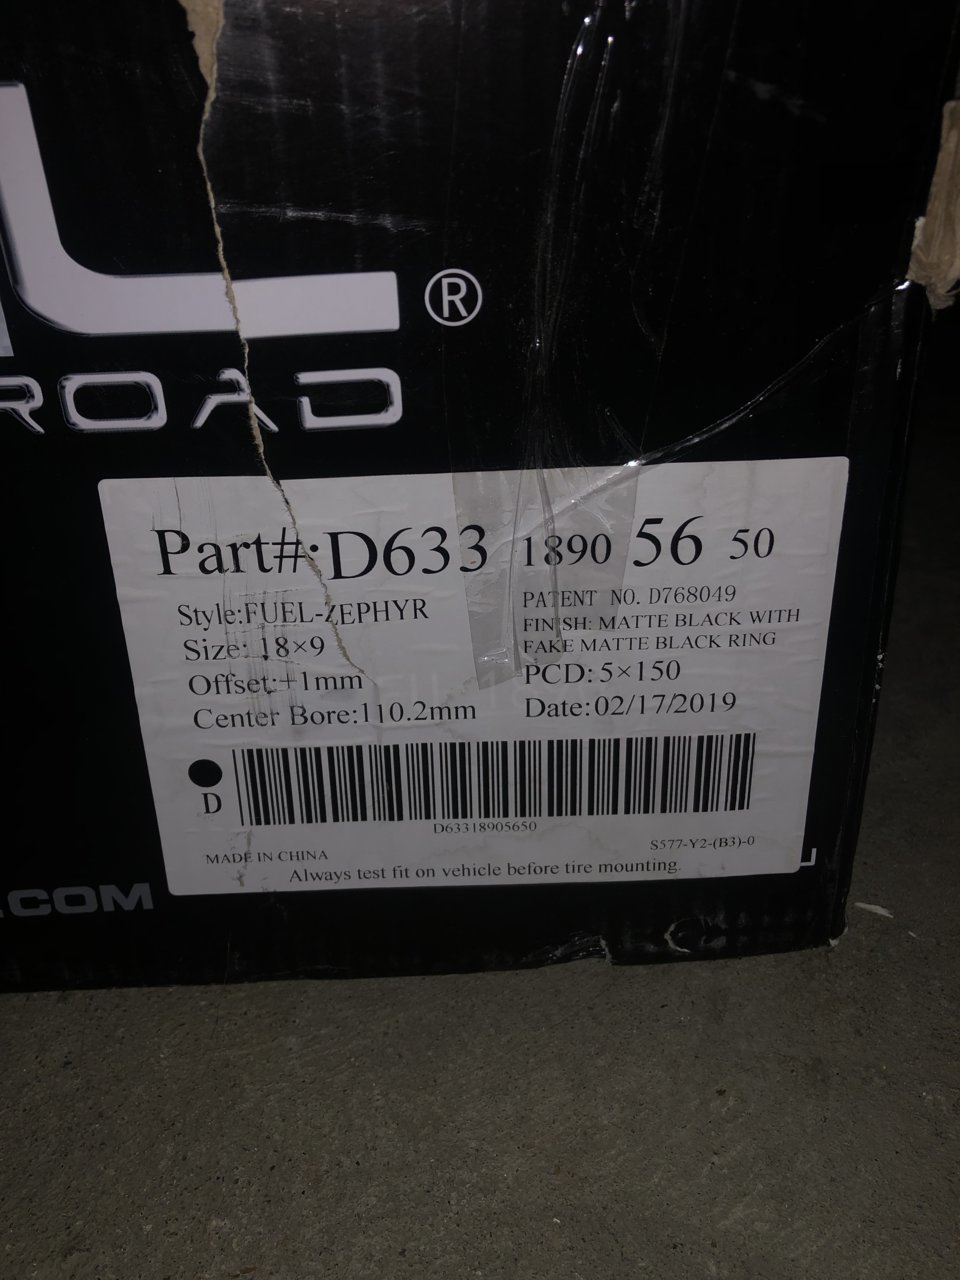 L®
ROAD
Part#:D633 1890 56 50
Style:FUEL-ZEPHYR
PATENT NO. D768049
Size: 18×9
FINISH: MATTE BLACK WITH
FAKE MATTE BLACK RING
Offset:+1mm
PCD: 5×150
Center Bore:110.2mm
Date:02/17/2019
D
D63318905650
MADE IN CHINA
S577-Y2-(B3)-0
Always test fit on vehicle before tire mounting.
.COM